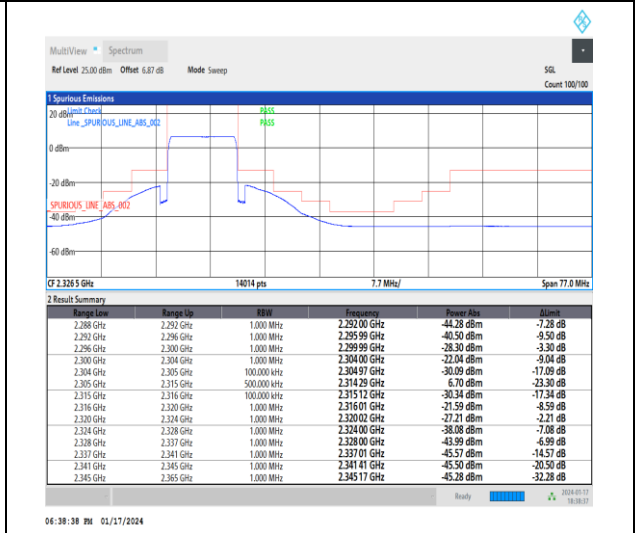 MultiView Spectrum
Ref Level 25.00 dBm Offset 6.87 dB Mode Sweep SGL
Count 100/100
1 Spurious Emissions
20 dBm Limit Check PASS
Line _SPURIOUS_LINE_ABS_002 PASS
0 dBm
-20 dBm
_SPURIOUS_LINE_ABS_002
-40 dBm
-60 dBm
CF 2.326 5 GHz 14014 pts 7.7 MHz/ Span 77.0 MHz
2 Result Summary
Range Low Range Up RBW Frequency Power Abs ΔLimit
2.288 GHz 2.292 GHz 1.000 MHz 2.292 00 GHz -44.28 dBm -7.28 dB
2.292 GHz 2.296 GHz 1.000 MHz 2.295 99 GHz -40.50 dBm -9.50 dB
2.296 GHz 2.300 GHz 1.000 MHz 2.299 99 GHz -28.30 dBm -3.30 dB
2.300 GHz 2.304 GHz 1.000 MHz 2.304 00 GHz -22.04 dBm -9.04 dB
2.304 GHz 2.305 GHz 100.000 kHz 2.304 97 GHz -30.09 dBm -17.09 dB
2.305 GHz 2.315 GHz 500.000 kHz 2.314 29 GHz 6.70 dBm -23.30 dB
2.315 GHz 2.316 GHz 100.000 kHz 2.315 12 GHz -30.34 dBm -17.34 dB
2.316 GHz 2.320 GHz 1.000 MHz 2.316 01 GHz -21.59 dBm -8.59 dB
2.320 GHz 2.324 GHz 1.000 MHz 2.320 02 GHz -27.21 dBm -2.21 dB
2.324 GHz 2.328 GHz 1.000 MHz 2.324 00 GHz -38.08 dBm -7.08 dB
2.328 GHz 2.337 GHz 1.000 MHz 2.328 00 GHz -43.99 dBm -6.99 dB
2.337 GHz 2.341 GHz 1.000 MHz 2.337 01 GHz -45.57 dBm -14.57 dB
2.341 GHz 2.345 GHz 1.000 MHz 2.341 41 GHz -45.50 dBm -20.50 dB
2.345 GHz 2.365 GHz 1.000 MHz 2.345 17 GHz -45.28 dBm -32.28 dB
Ready 2024-01-17
18:38:37
06:38:38 PM 01/17/2024